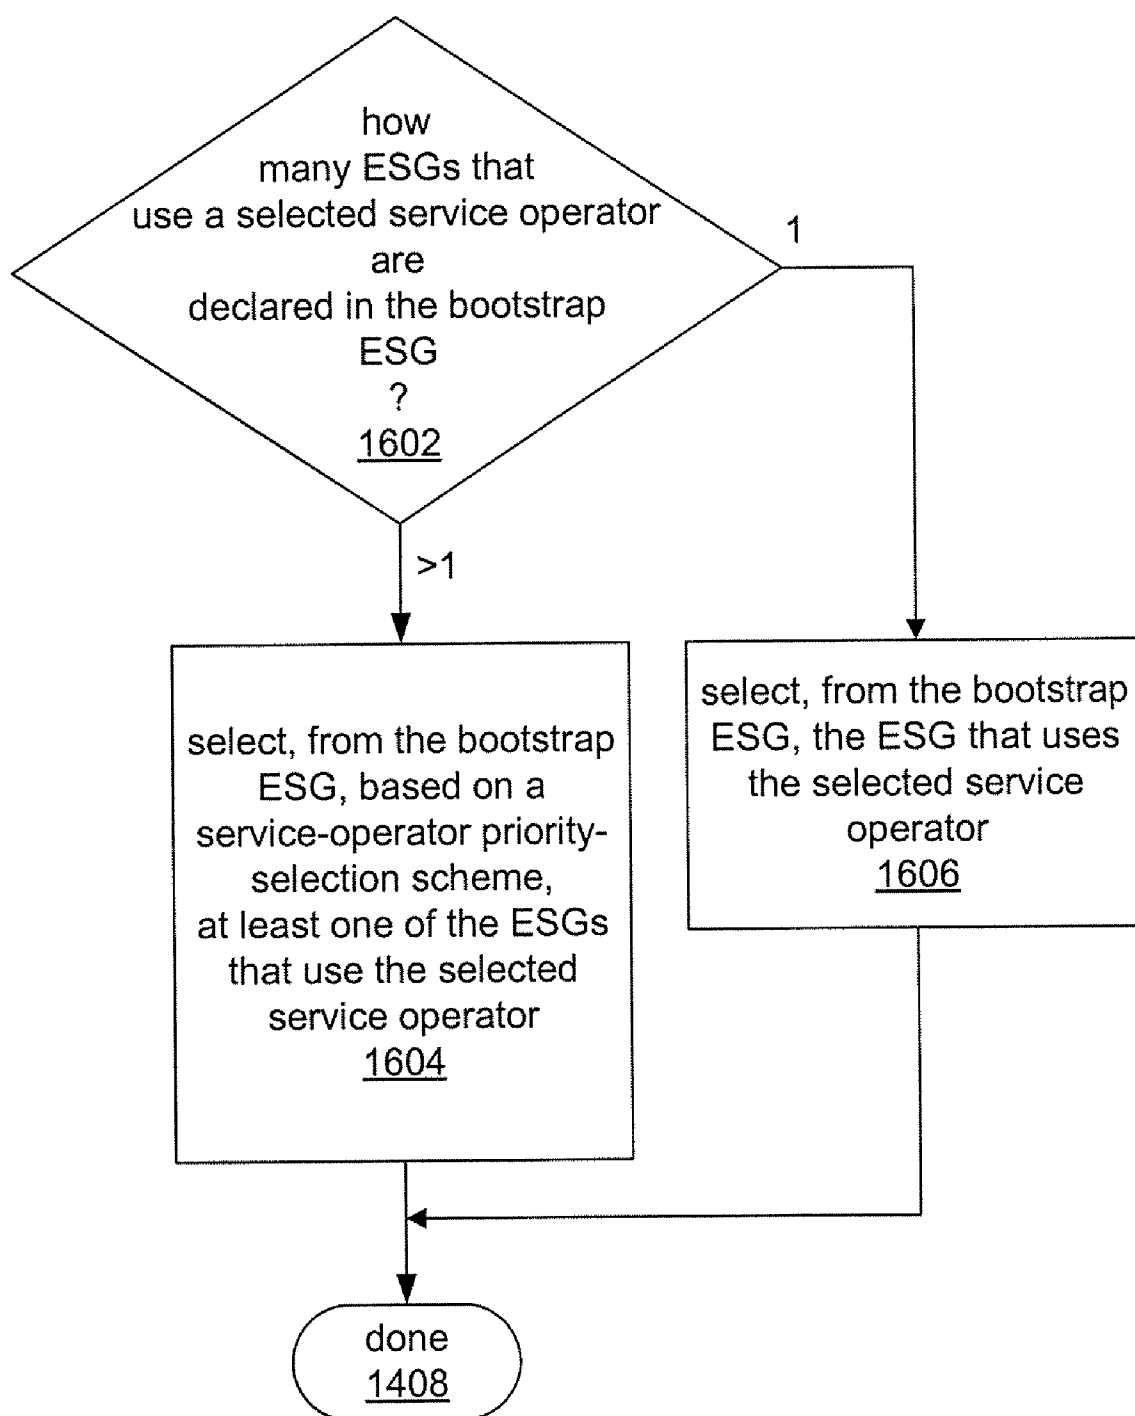 how
many ESGs that
use a selected service operator
are
declared in the bootstrap
ESG
?
1602
1
>1
select, from the bootstrap
ESG, based on a
service-operator priority-
selection scheme,
at least one of the ESGs
that use the selected
service operator
1604
select, from the bootstrap
ESG, the ESG that uses
the selected service
operator
1606
done
1408